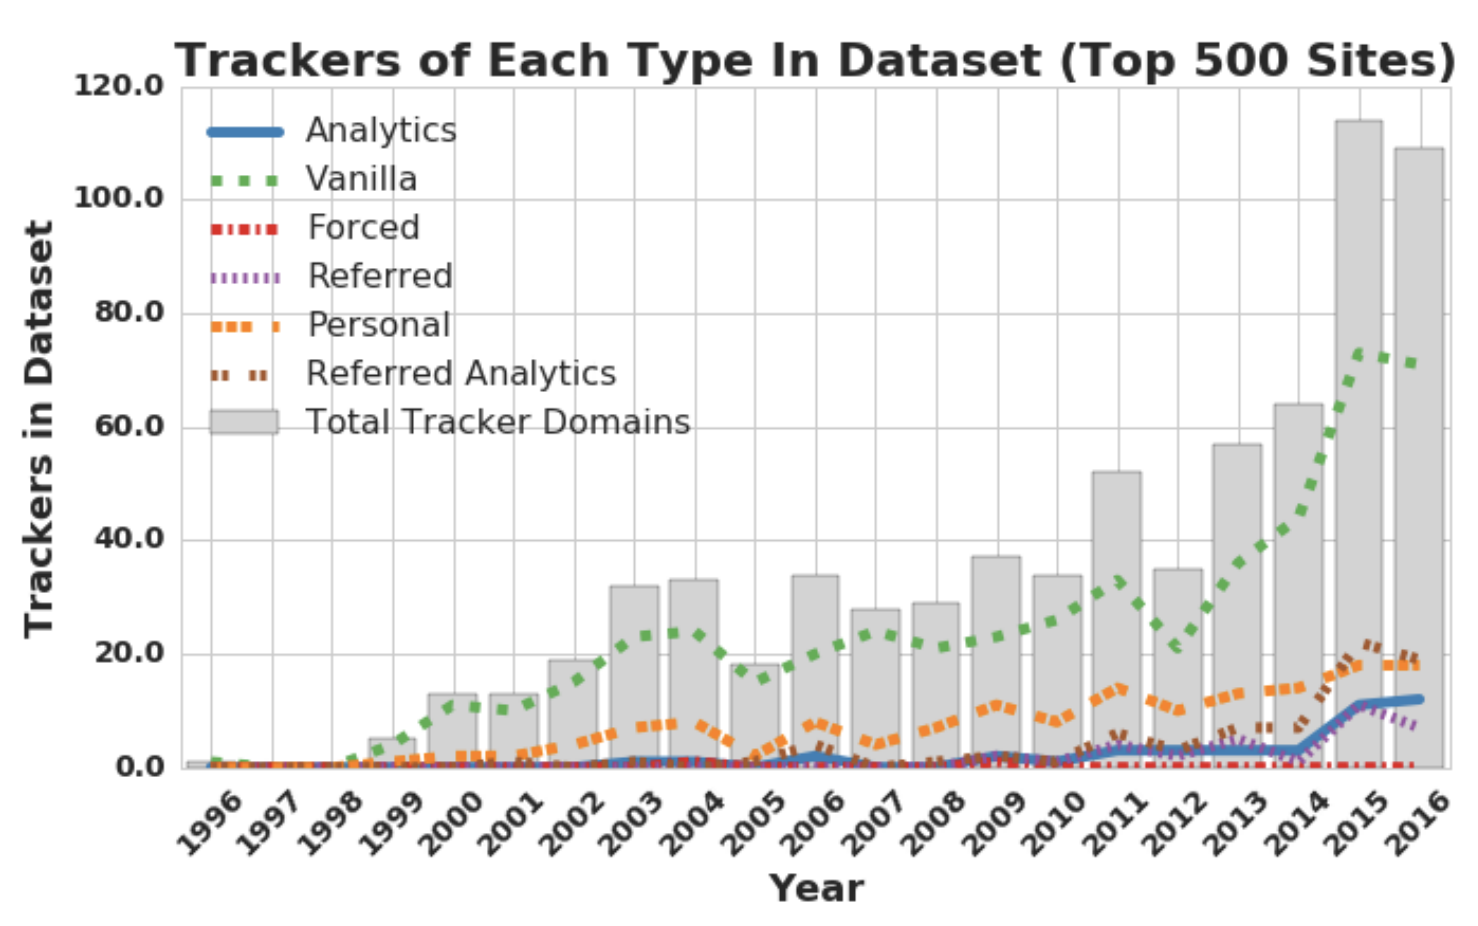 Trackers of Each Type In Dataset (Top 500 Sites)
Trackers in Dataset
120.0
100.0
80.0
60.0
40.0
20.0
0.0
Analytics
Vanilla
Forced
Referred
Personal
Referred Analytics
Total Tracker Domains
1996 1997 1998 1999 2000 2001 2002 2003 2004 2005 2006 2007 2008 2009 2010 2011 2012 2013 2014 2015 2016
Year